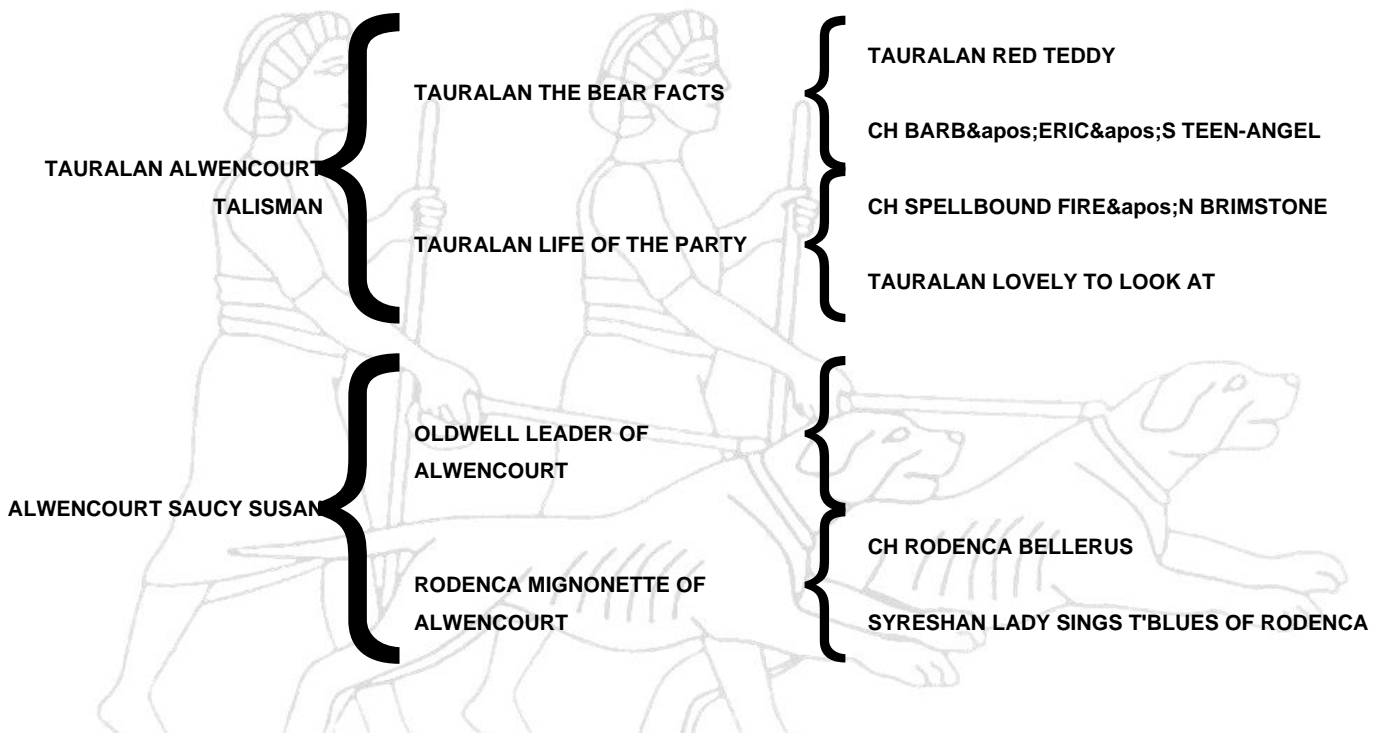 TAURALAN RED TEDDY
TAURALAN THE BEAR FACTS
CH BARB&apos;ERIC&apos;S TEEN-ANGEL
TAURALAN ALWENCOURT
TALISMAN
CH SPELLBOUND FIRE&apos;N BRIMSTONE
TAURALAN LIFE OF THE PARTY
TAURALAN LOVELY TO LOOK AT
OLDWELL LEADER OF
ALWENCOURT
ALWENCOURT SAUCY SUSAN
CH RODENCA BELLERUS
RODENCA MIGNONETTE OF
ALWENCOURT
SYRESHAN LADY SINGS T'BLUES OF RODENCA